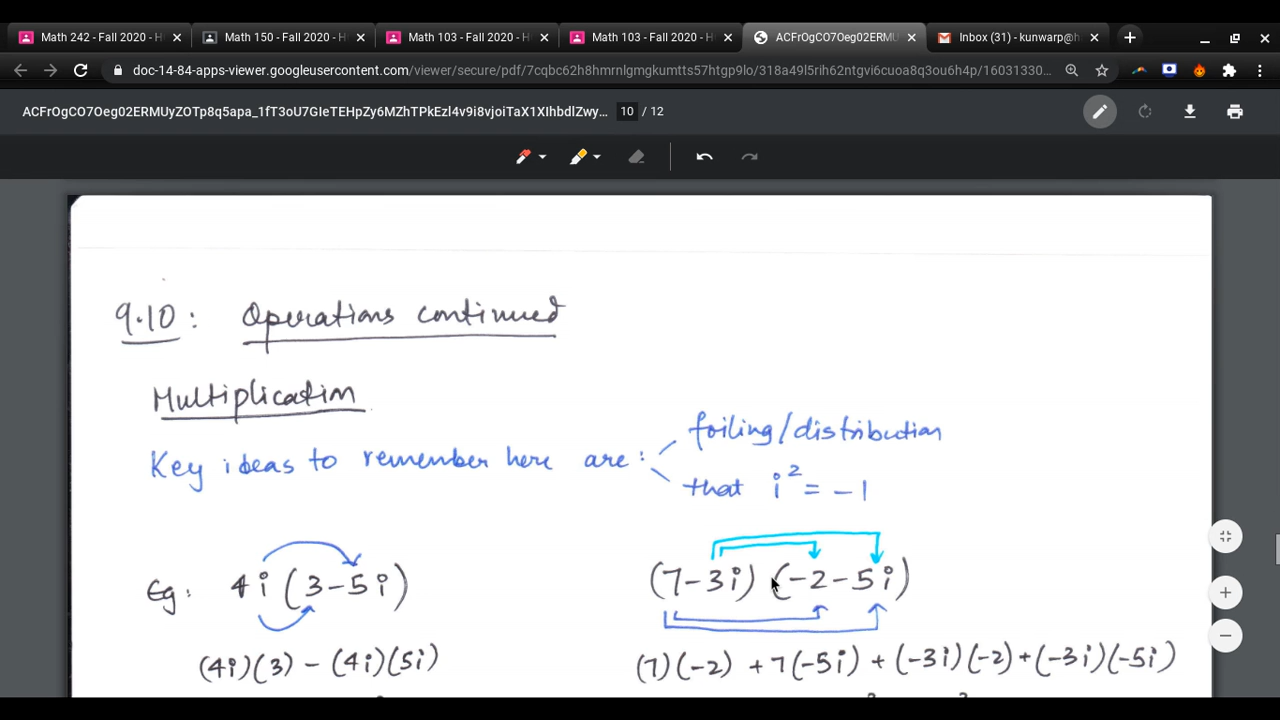 Math 242 - Fall 2020 - H
Math 150 - Fall 2020 - H
Math 103 - Fall 2020 - H
Math 103 - Fall 2020 - H
ACFrOgCO7Oeg02ERMU
Inbox (31) - kunwarp@h
doc-14-84-apps-viewer.googleusercontent.com/viewer/secure/pdf/7cqbc62h8hmrnlgmgkumtts57htgp9lo/318a49l5rih62ntgvi6cuoa8q3ou6h4p/16031330...
ACFrOgCO7Oeg02ERMUyZOTp8q5apa_1fT3oU7GIeTEHpZy6MZhTPkEzl4v9i8vjoiTaX1XIhbdlZwy... 10 / 12
9.10: Operations continued
Multiplication
Key ideas to remember here are: foiling/distribution
that i² = -1
Eg: 4i(3-5i) (7-3i)(-2-5i)
(4i)(3) - (4i)(5i) (7)(-2) + 7(-5i) + (-3i)(-2) + (-3i)(-5i)